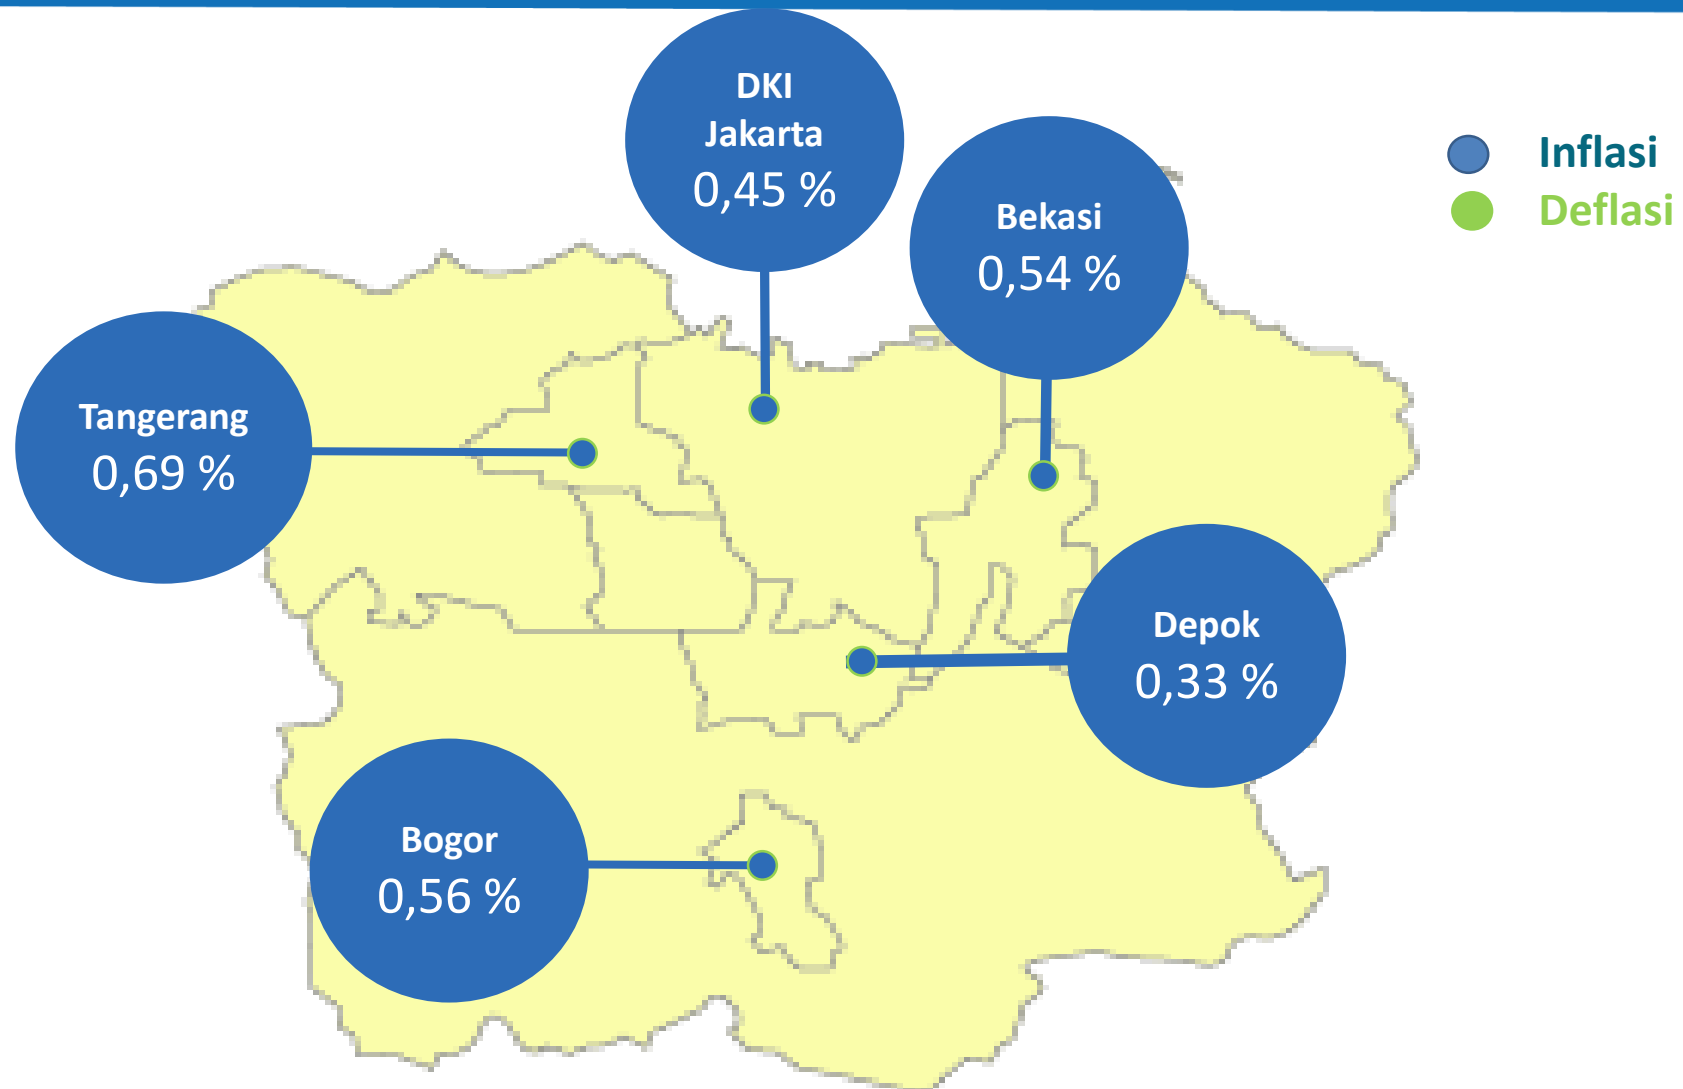 DKI
Jakarta
0,45 %
Bekasi
0,54 %
Inflasi
Deflasi
Tangerang
0,69 %
Depok
0,33 %
Bogor
0,56 %